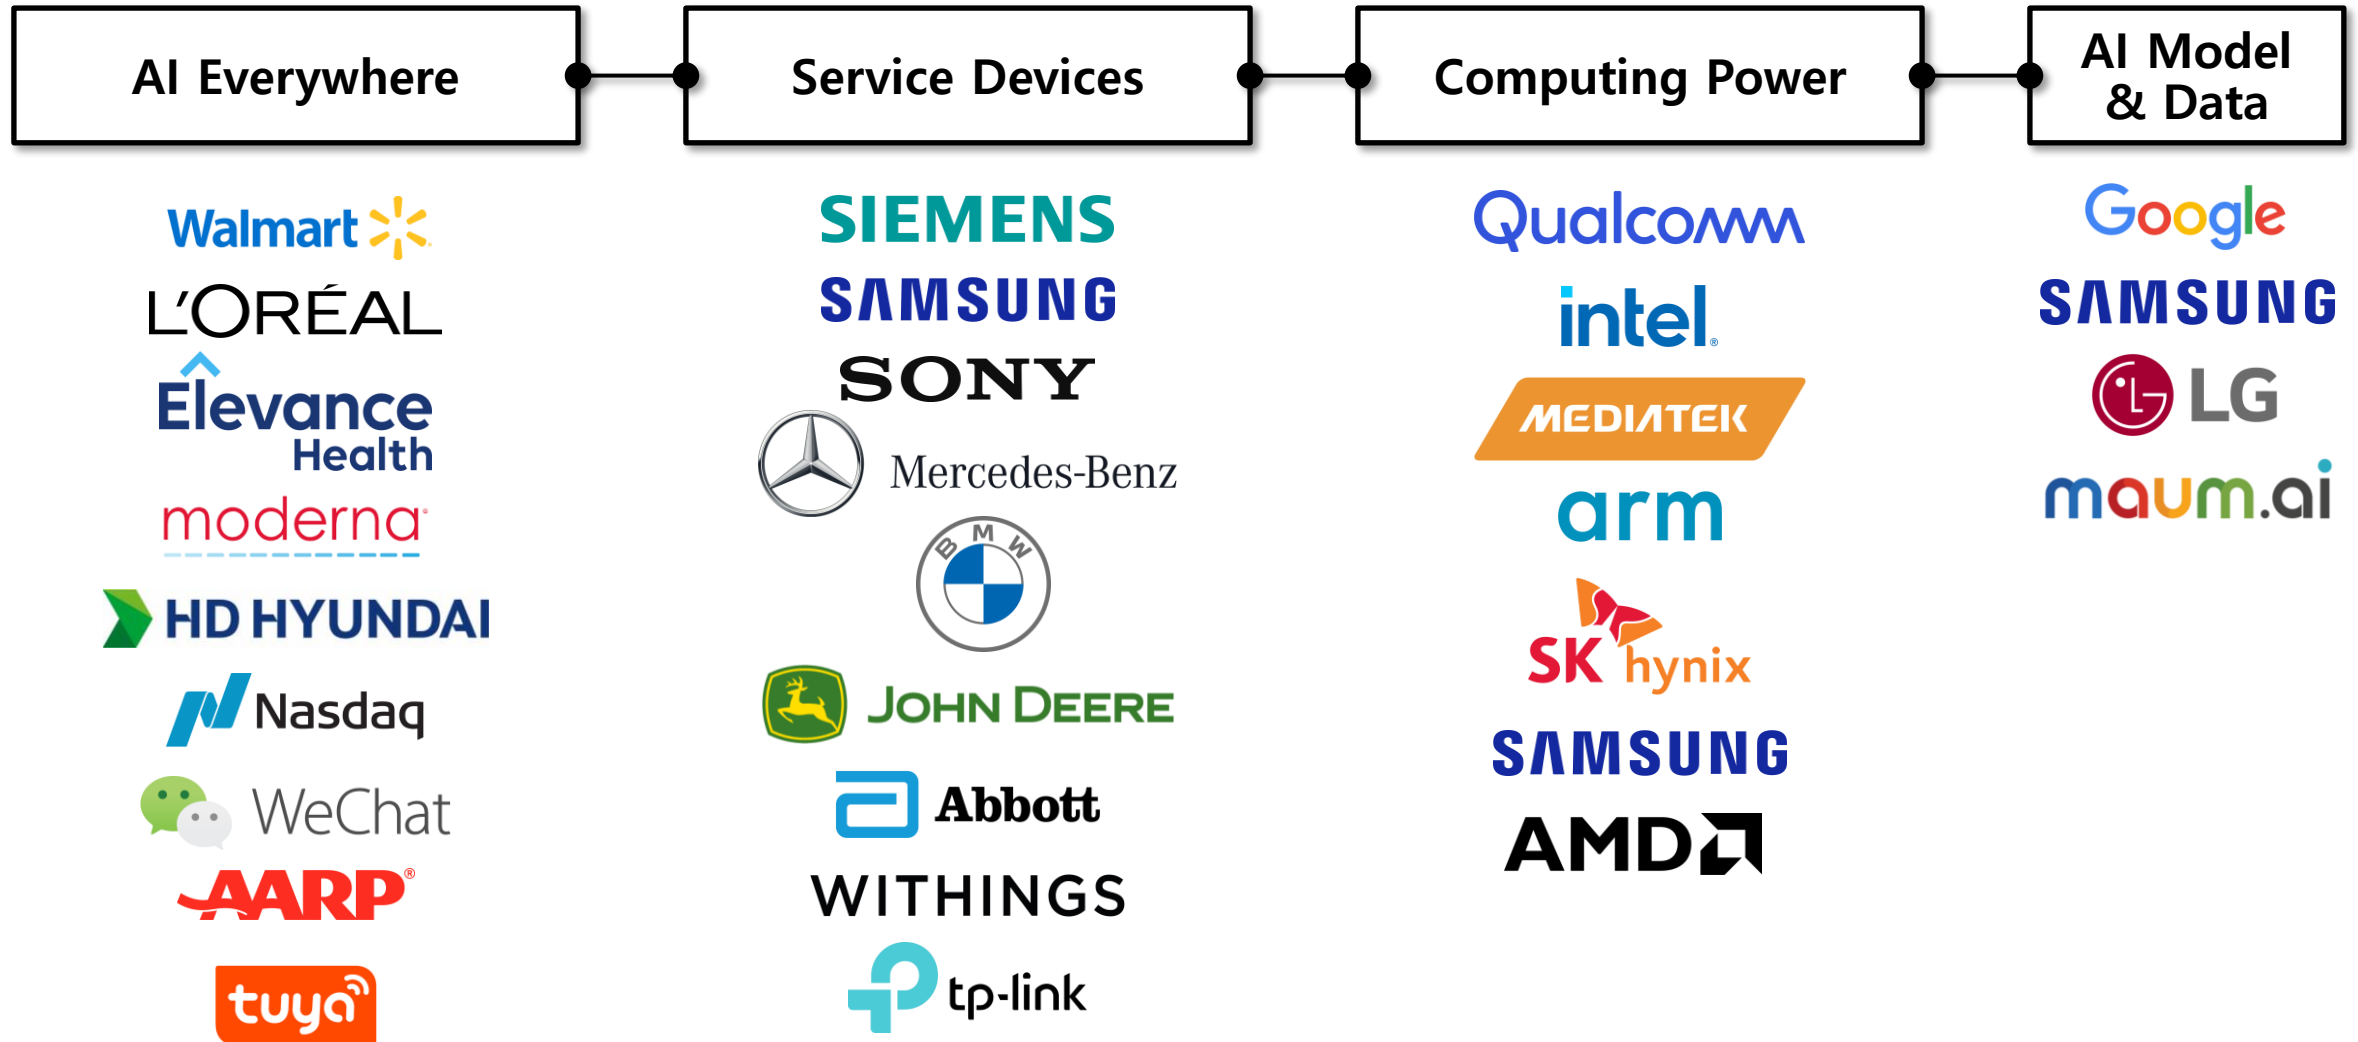 AI Everywhere
Service Devices
Computing Power
AI Model
& Data
Walmart
L'ORÉAL
Elevance
Health
moderna®
HD HYUNDAI
Nasdaq
WeChat
AARP®
tuya
SIEMENS
SAMSUNG
SONY
Mercedes-Benz
BMW
JOHN DEERE
Abbott
WITHINGS
tp-link
Qualcomm
intel®
MEDIATEK
arm
SK hynix
SAMSUNG
AMD
Google
SAMSUNG
LG
maum.ai